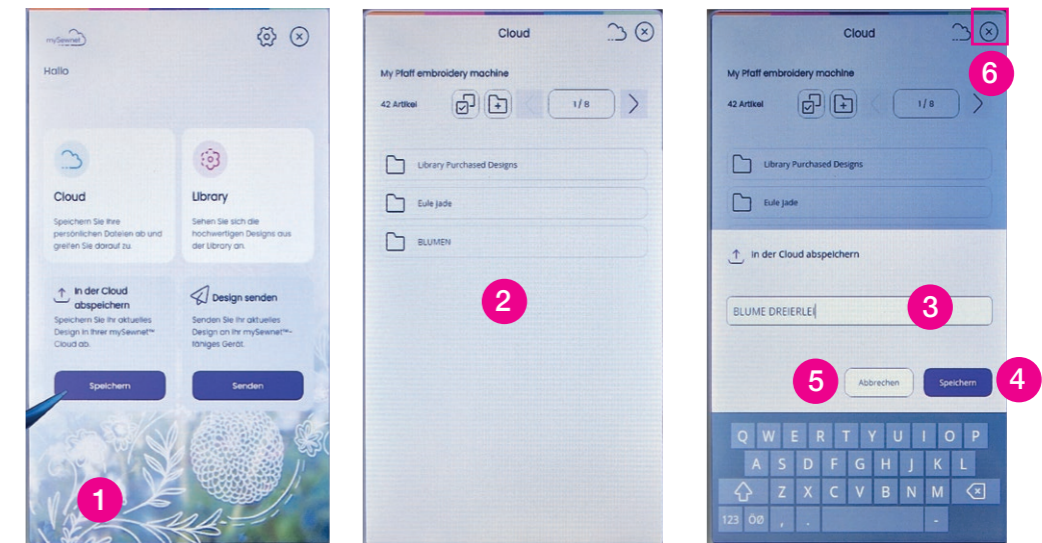 mySewnet
Hallo
Cloud
Speichern Sie Ihre
persönlichen Dateien ab und
greifen Sie darauf zu.
Library
Sehen Sie sich die
hochwertigen Designs aus
der Library an.
In der Cloud
abspeichern
Speichern Sie Ihr aktuelles
Design in Ihrer mySewnet™
Cloud ab.
Speichern
Design senden
Senden Sie Ihr aktuelles
Design an Ihr mySewnet™-
fähiges Gerät.
Senden
1
Cloud
My Pfaff embroidery machine
42 Artikel
1/8
Library Purchased Designs
Eule Jade
BLUMEN
2
Cloud
6
My Pfaff embroidery machine
42 Artikel
1/8
Library Purchased Designs
Eule Jade
In der Cloud abspeichern
BLUME DREIERLEI
3
5
Abbrechen
Speichern
4
Q W E R T Y U I O P
A S D F G H J K L
Z X C V B N M
123 ÖØ , . -